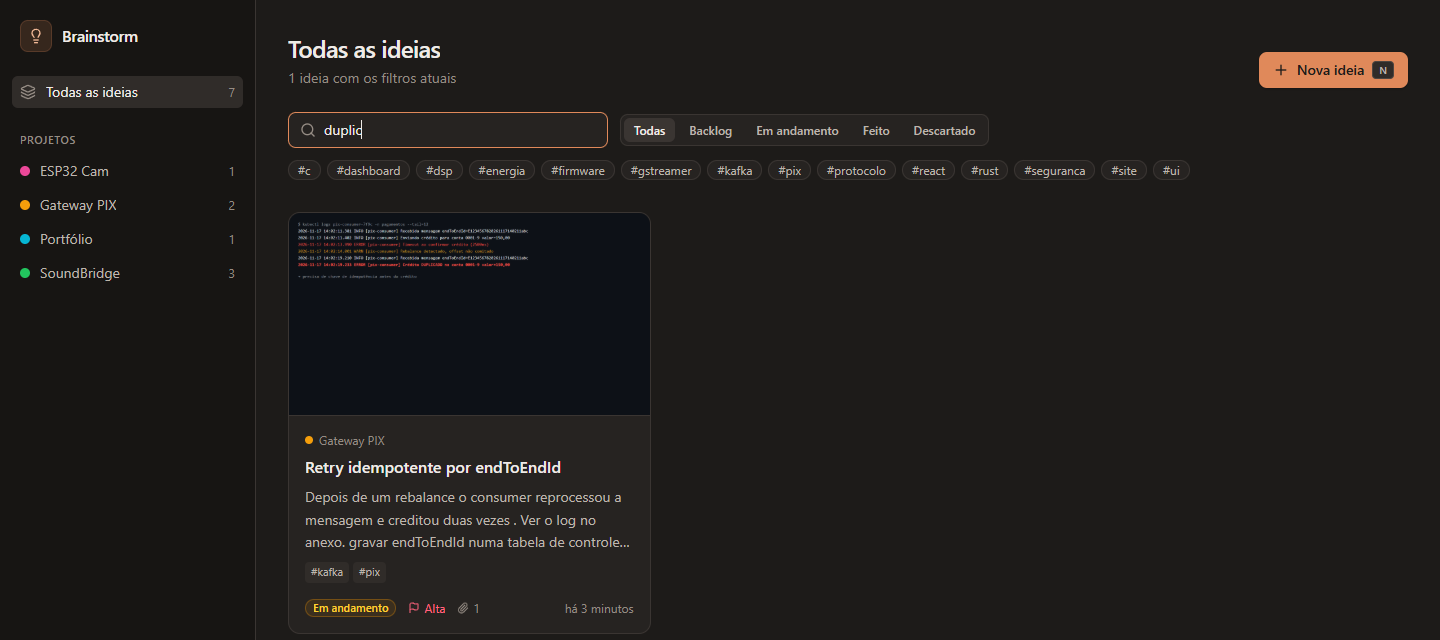 Brainstorm
Todas as ideias 7
PROJETOS
ESP32 Cam 1
Gateway PIX 2
Portfólio 1
SoundBridge 3
Todas as ideias
1 ideia com os filtros atuais
Nova ideia N
duplic
Todas Backlog Em andamento Feito Descartado
#c #dashboard #dsp #energia #firmware #gstreamer #kafka #pix #protocolo #react #rust #seguranca #site #ui
Gateway PIX
Retry idempotente por endToEndId
Depois de um rebalance o consumer reprocessou a
mensagem e creditou duas vezes . Ver o log no
anexo. gravar endToEndId numa tabela de controle...
#kafka #pix
Em andamento Alta 1 há 3 minutos